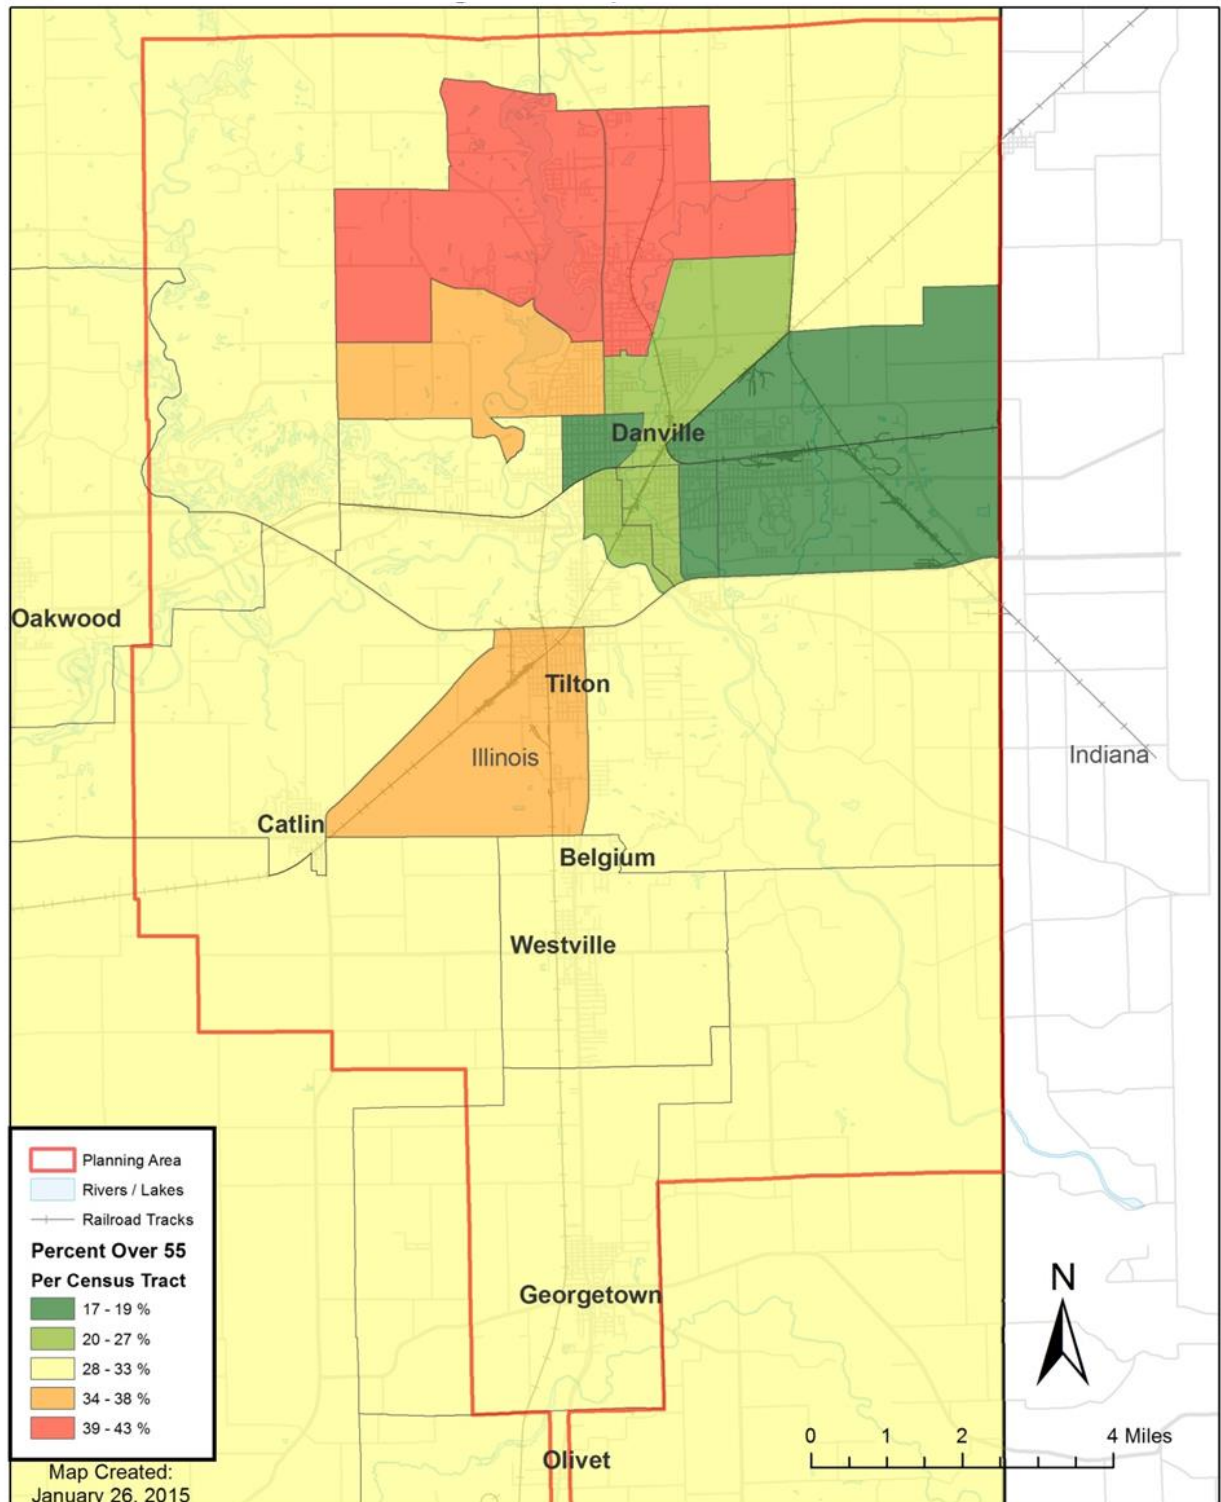 Danville
Oakwood
Tilton
Illinois
Indiana
Catlin
Belgium
Westville
Planning Area
Rivers / Lakes
Railroad Tracks
Percent Over 55
Per Census Tract
17 - 19 %
20 - 27 %
28 - 33 %
34 - 38 %
39 - 43 %
Georgetown
N
0 1 2 4 Miles
Olivet
Map Created:
January 26, 2015